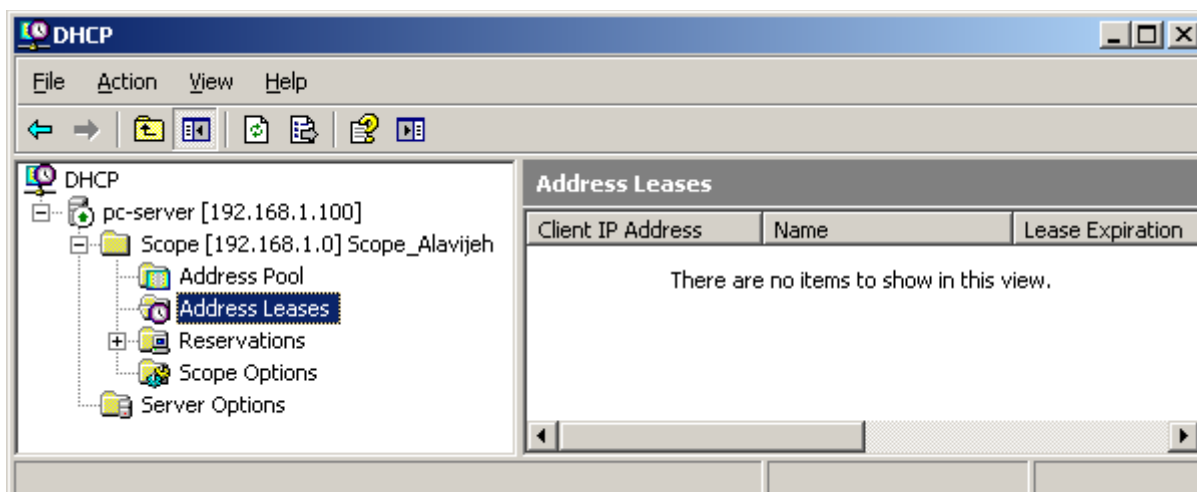 DHCP
File Action View Help
DHCP
pc-server [192.168.1.100]
Scope [192.168.1.0] Scope_Alavijeh
Address Pool
Address Leases
Reservations
Scope Options
Server Options
Address Leases
Client IP Address Name Lease Expiration
There are no items to show in this view.